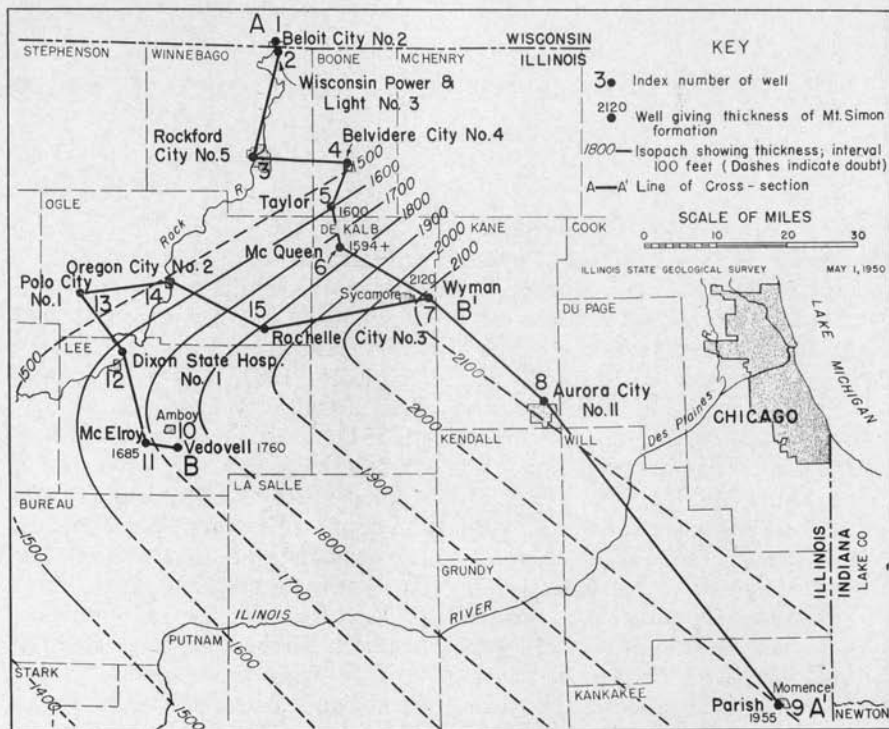 A 1
Beloit City No.2
WISCONSIN
ILLINOIS
STEPHENSON
WINNEBAGO
BOONE
McHENRY
2
Wisconsin Power &
Light No. 3
Rockford
City No.5
3
4
Belvidere City No.4
1500
1600
1700
1800
1900
2000
2100
OGLE
Rock R.
Taylor
5
1600
DE KALB
1594+
KANE
COOK
Mc Queen
6
Oregon City No. 2
Polo City
No.1
13
14
15
Sycamore
2120
Wyman
7
B'
Rochelle City No.3
DU PAGE
LEE
1500
12
Dixon State Hosp.
No. 1
2100
8
Aurora City
No. 11
Amboy
10
McElroy
1685
11
Vedovell 1760
B
2000
KENDALL
WILL
Des Plaines R.
CHICAGO
LAKE MICHIGAN
LA SALLE
1900
BUREAU
1500
1800
1700
GRUNDY
ILLINOIS
INDIANA
LAKE CO
ILINOIS RIVER
PUTNAM
1600
STARK
1400
1500
KANKAKEE
Momence
Parish
1955
9 A'
NEWTON
KEY
3 Index number of well
2120 Well giving thickness of Mt. Simon
formation
1800 Isopach showing thickness; interval
100 feet (Dashes indicate doubt)
A A' Line of Cross-section
SCALE OF MILES
0 10 20 30
ILLINOIS STATE GEOLOGICAL SURVEY MAY 1, 1950